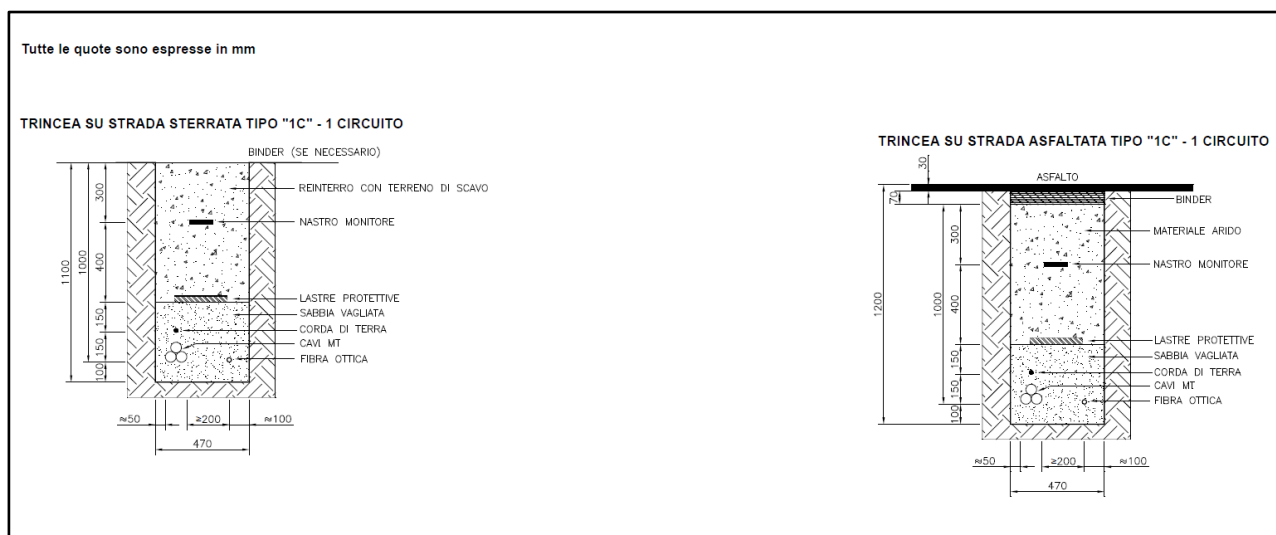 Tutte le quote sono espresse in mm
TRINCEA SU STRADA STERRATA TIPO "1C" - 1 CIRCUITO
BINDER (SE NECESSARIO)
REINTERRO CON TERRENO DI SCAVO
NASTRO MONITORE
LASTRE PROTETTIVE
SABBIA VAGLIATA
CORDA DI TERRA
CAVI MT
FIBRA OTTICA
1100
1000
300
400
150
150
100
≈50
≥200
≈100
470
TRINCEA SU STRADA ASFALTATA TIPO "1C" - 1 CIRCUITO
30
ASFALTO
70
BINDER
MATERIALE ARIDO
NASTRO MONITORE
LASTRE PROTETTIVE
SABBIA VAGLIATA
CORDA DI TERRA
CAVI MT
FIBRA OTTICA
1200
1000
300
400
150
150
100
≈50
≥200
≈100
470